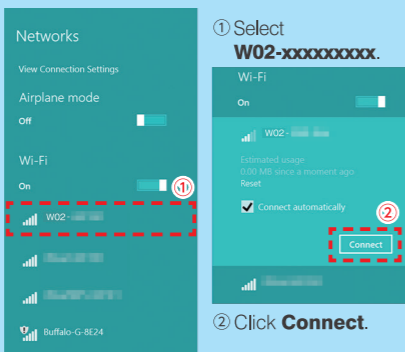 Networks
View Connection Settings
Airplane mode
Off
Wi-Fi
On
①
W02-
Buffalo-G-8E24
① Select
W02-xxxxxxxxx.
Wi-Fi
On
W02-
Estimated usage
0.00 MB since a moment ago
Reset
Connect automatically
②
Connect
② Click Connect.